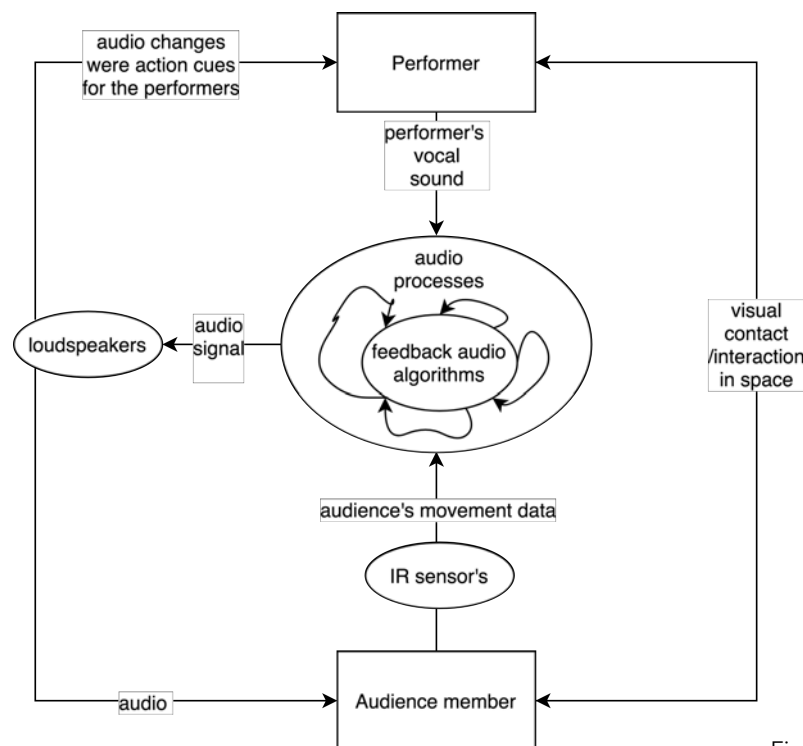 audio changes
were action cues
for the performers
Performer
performer's
vocal
sound
audio
processes
feedback audio
algorithms
audio
signal
loudspeakers
visual
contact
/interaction
in space
audience's movement data
IR sensor's
audio
Audience member